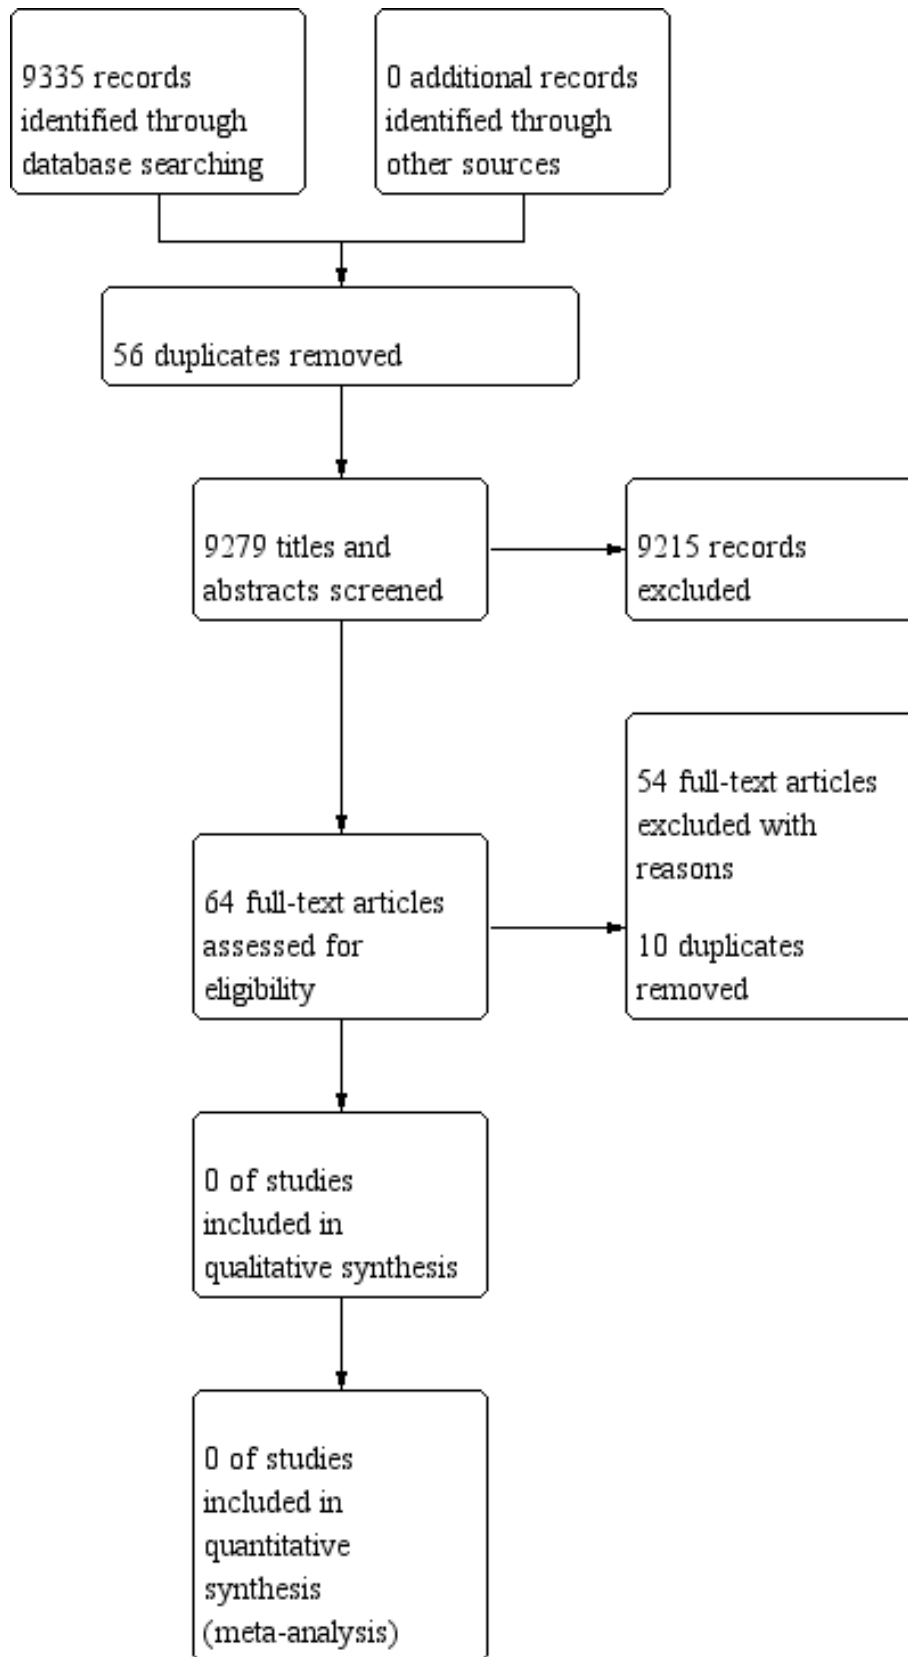 9335 records
identified through
database searching
0 additional records
identified through
other sources
56 duplicates removed
9279 titles and
abstracts screened
9215 records
excluded
64 full-text articles
assessed for
eligibility
54 full-text articles
excluded with
reasons
10 duplicates
removed
0 of studies
included in
qualitative synthesis
0 of studies
included in
quantitative
synthesis
(meta-analysis)